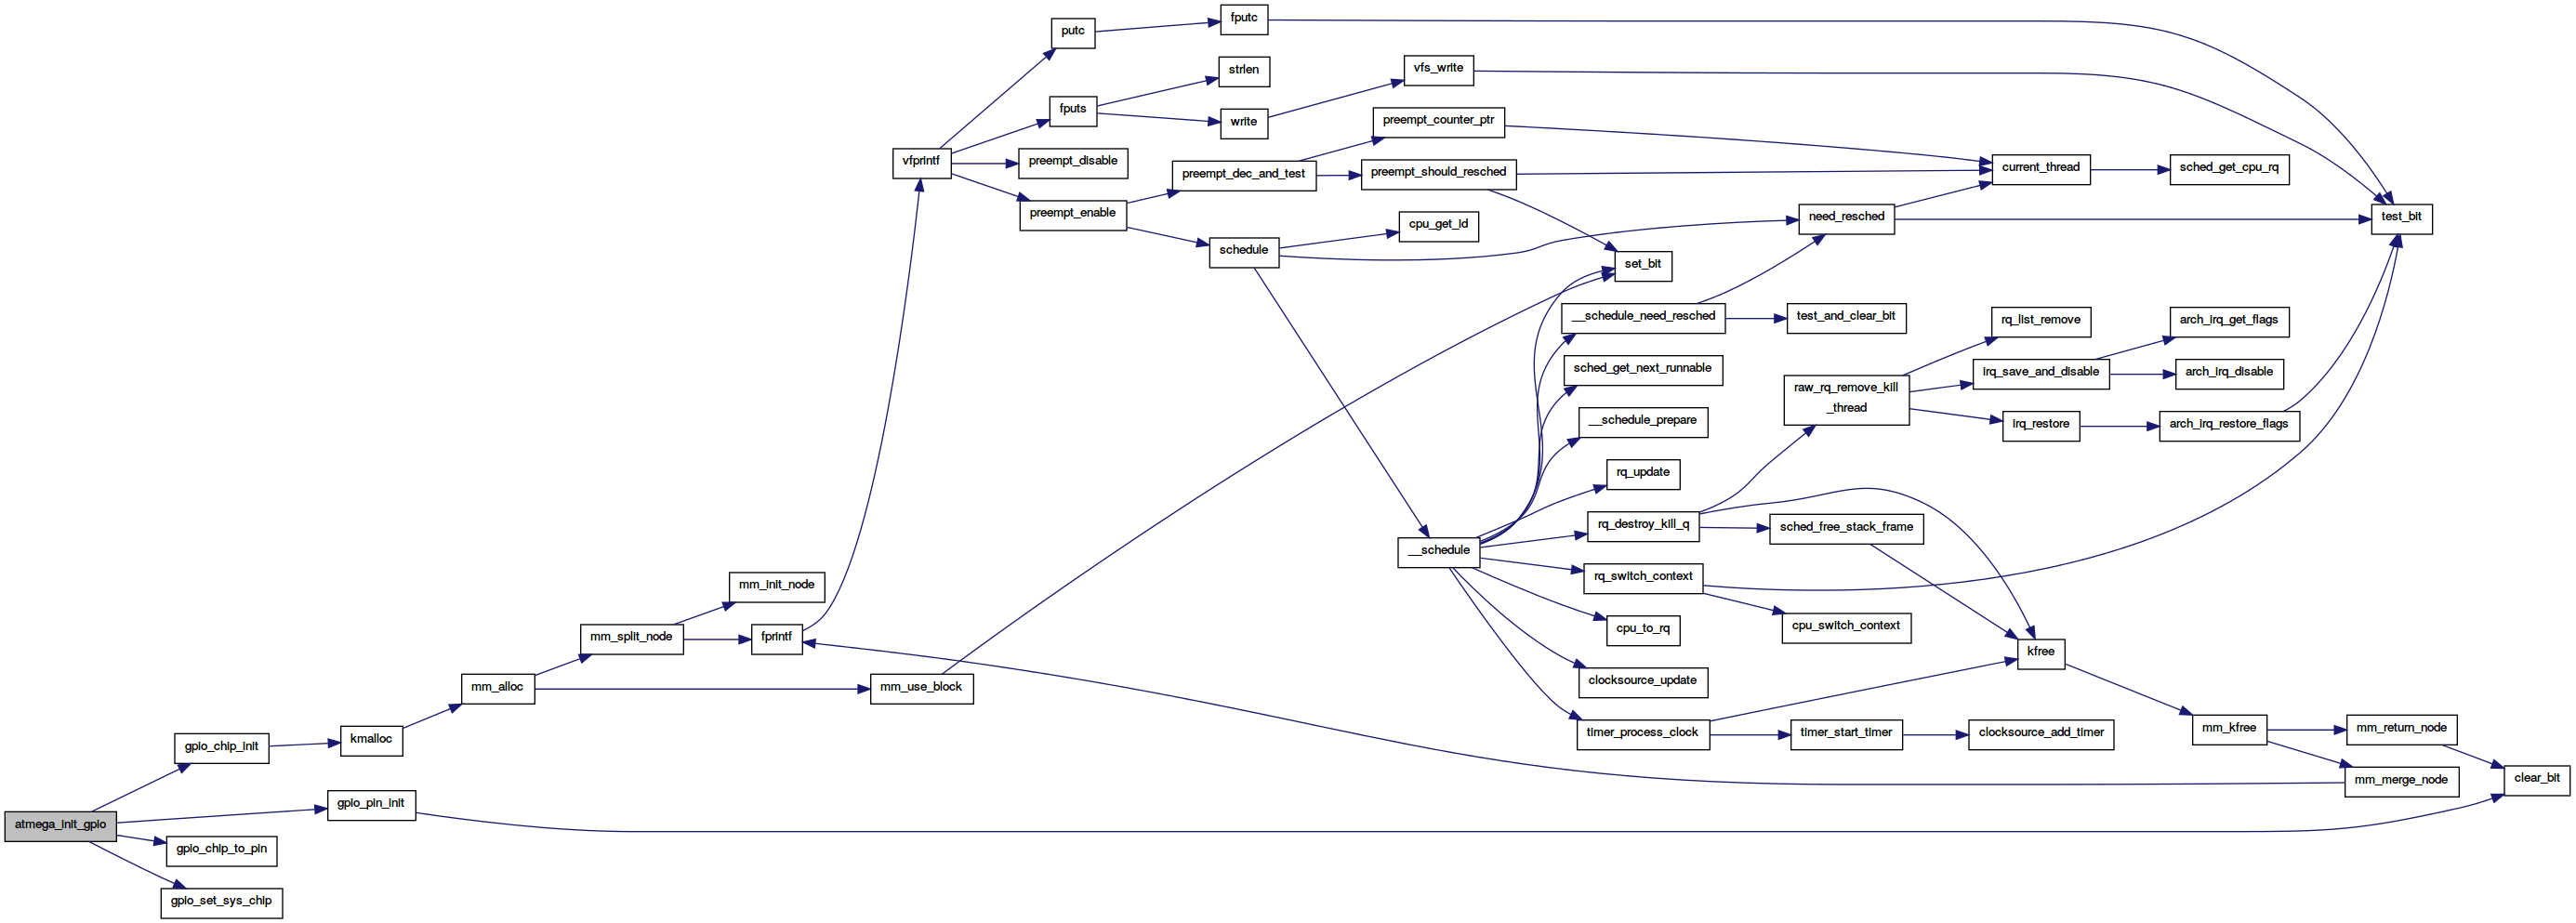 putc
fputc
strlen
vfs_write
fputs
write
preempt_counter_ptr
vfprintf
preempt_disable
preempt_dec_and_test
preempt_should_resched
current_thread
sched_get_cpu_rq
preempt_enable
cpu_get_id
need_resched
test_bit
schedule
set_bit
__schedule_need_resched
test_and_clear_bit
rq_list_remove
arch_irq_get_flags
sched_get_next_runnable
raw_rq_remove_kill
_thread
irq_save_and_disable
arch_irq_disable
__schedule_prepare
irq_restore
arch_irq_restore_flags
rq_update
rq_destroy_kill_q
sched_free_stack_frame
__schedule
rq_switch_context
mm_init_node
cpu_switch_context
mm_split_node
fprintf
cpu_to_rq
kfree
mm_alloc
mm_use_block
clocksource_update
gpio_chip_init
kmalloc
timer_process_clock
timer_start_timer
clocksource_add_timer
mm_kfree
mm_return_node
mm_merge_node
clear_bit
gpio_pin_init
atmega_init_gpio
gpio_chip_to_pin
gpio_set_sys_chip